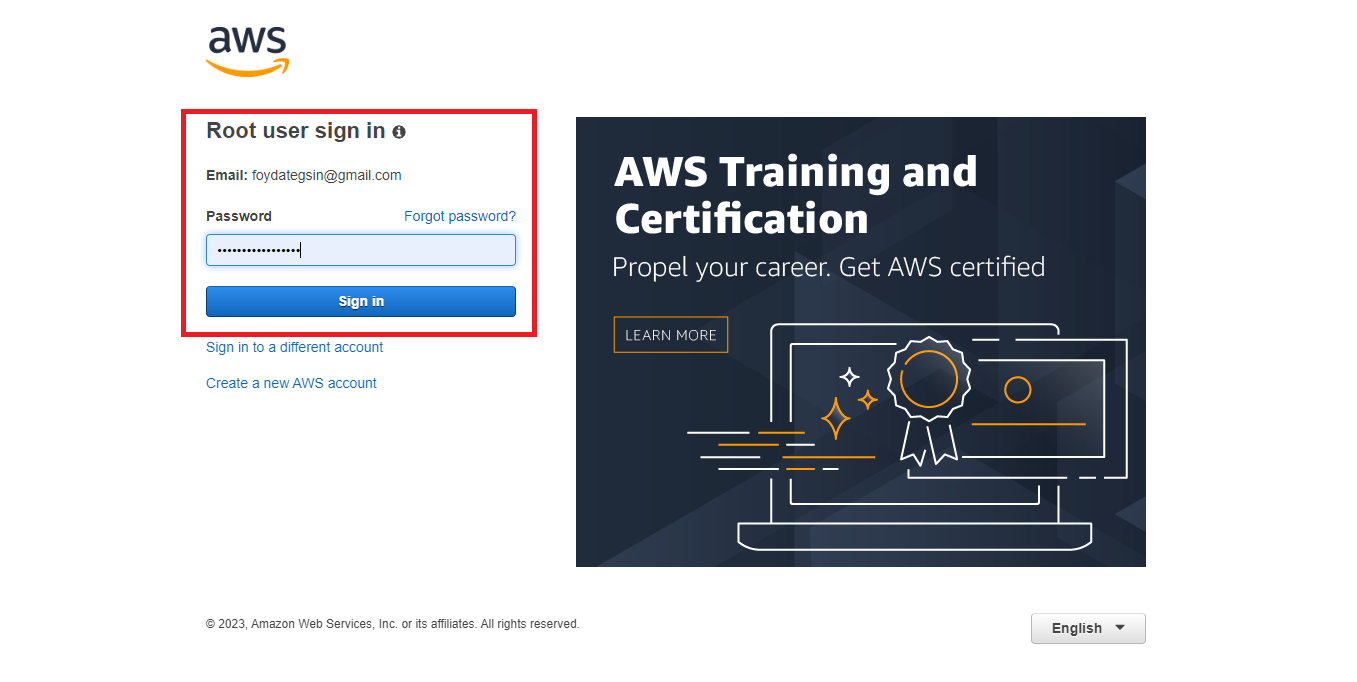 aws
Root user sign in
Email: foydategsin@gmail.com
Password
Forgot password?
•••••••••••••••••
Sign in
Sign in to a different account
Create a new AWS account
AWS Training and
Certification
Propel your career. Get AWS certified
LEARN MORE
© 2023, Amazon Web Services, Inc. or its affiliates. All rights reserved.
English